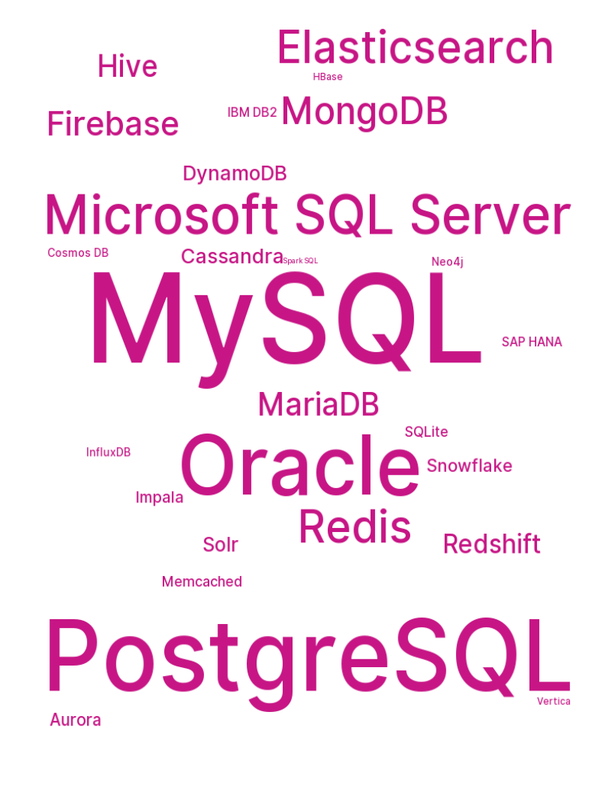 Elasticsearch
Hive
HBase
IBM DB2 MongoDB
Firebase
DynamoDB
Microsoft SQL Server
Cosmos DB
Cassandra
Spark SQL
Neo4j
MySQL
SAP HANA
MariaDB
SQLite
InfluxDB
Oracle
Snowflake
Impala
Redis
Solr
Redshift
Memcached
PostgreSQL
Vertica
Aurora